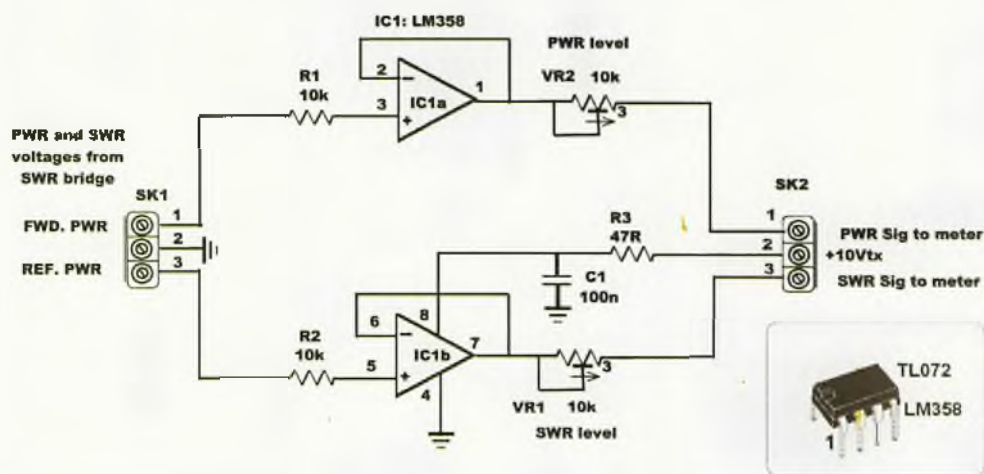 IC1: LM358
PWR level
VR2 10k
R1
10k
2
3
1
IC1a
3
PWR and SWR
voltages from
SWR bridge
SK1
FWD. PWR
1
2
REF. PWR
3
SK2
R3
47R
1
PWR Sig to meter
2
+10Vtx
3
SWR Sig to meter
C1
100n
R2
10k
6
8
7
IC1b
5
4
3
VR1 10k
SWR level
TL072
LM358
1